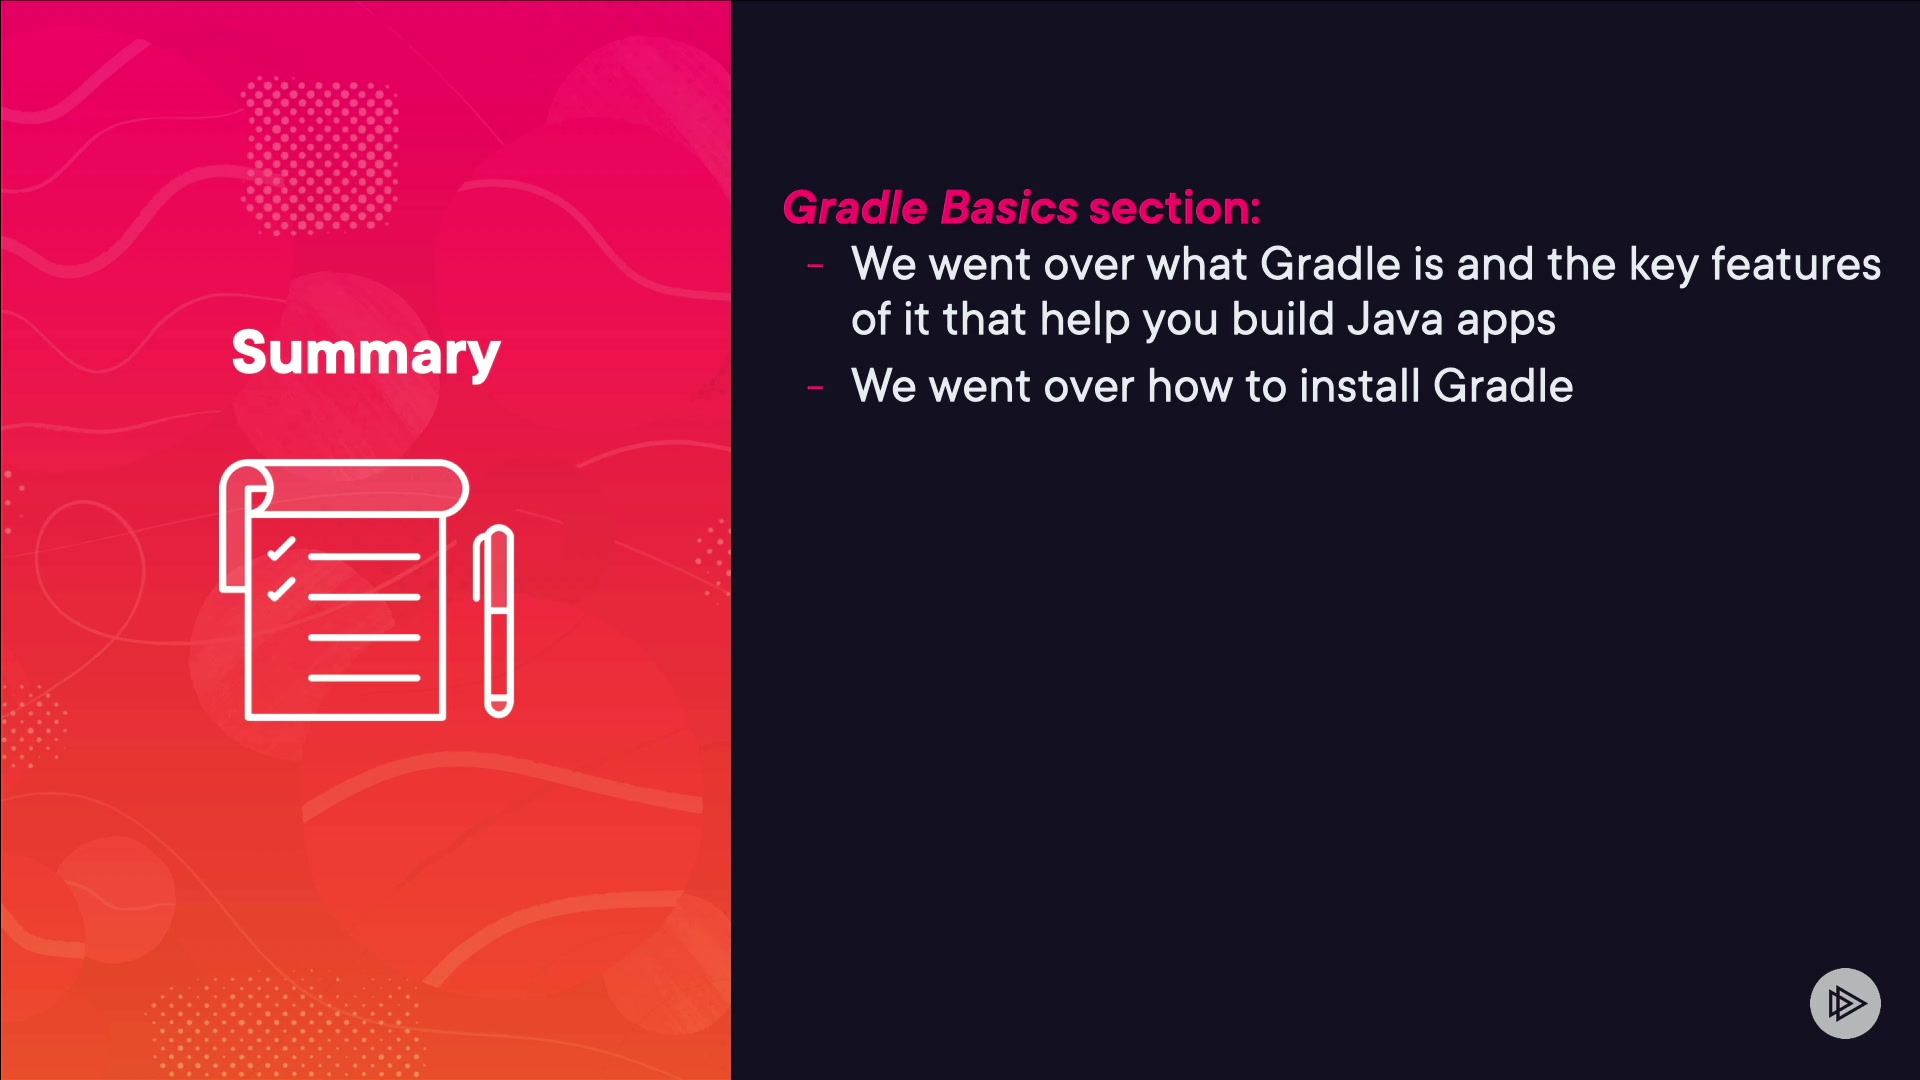 Summary
Gradle Basics section:
- We went over what Gradle is and the key features
of it that help you build Java apps
- We went over how to install Gradle